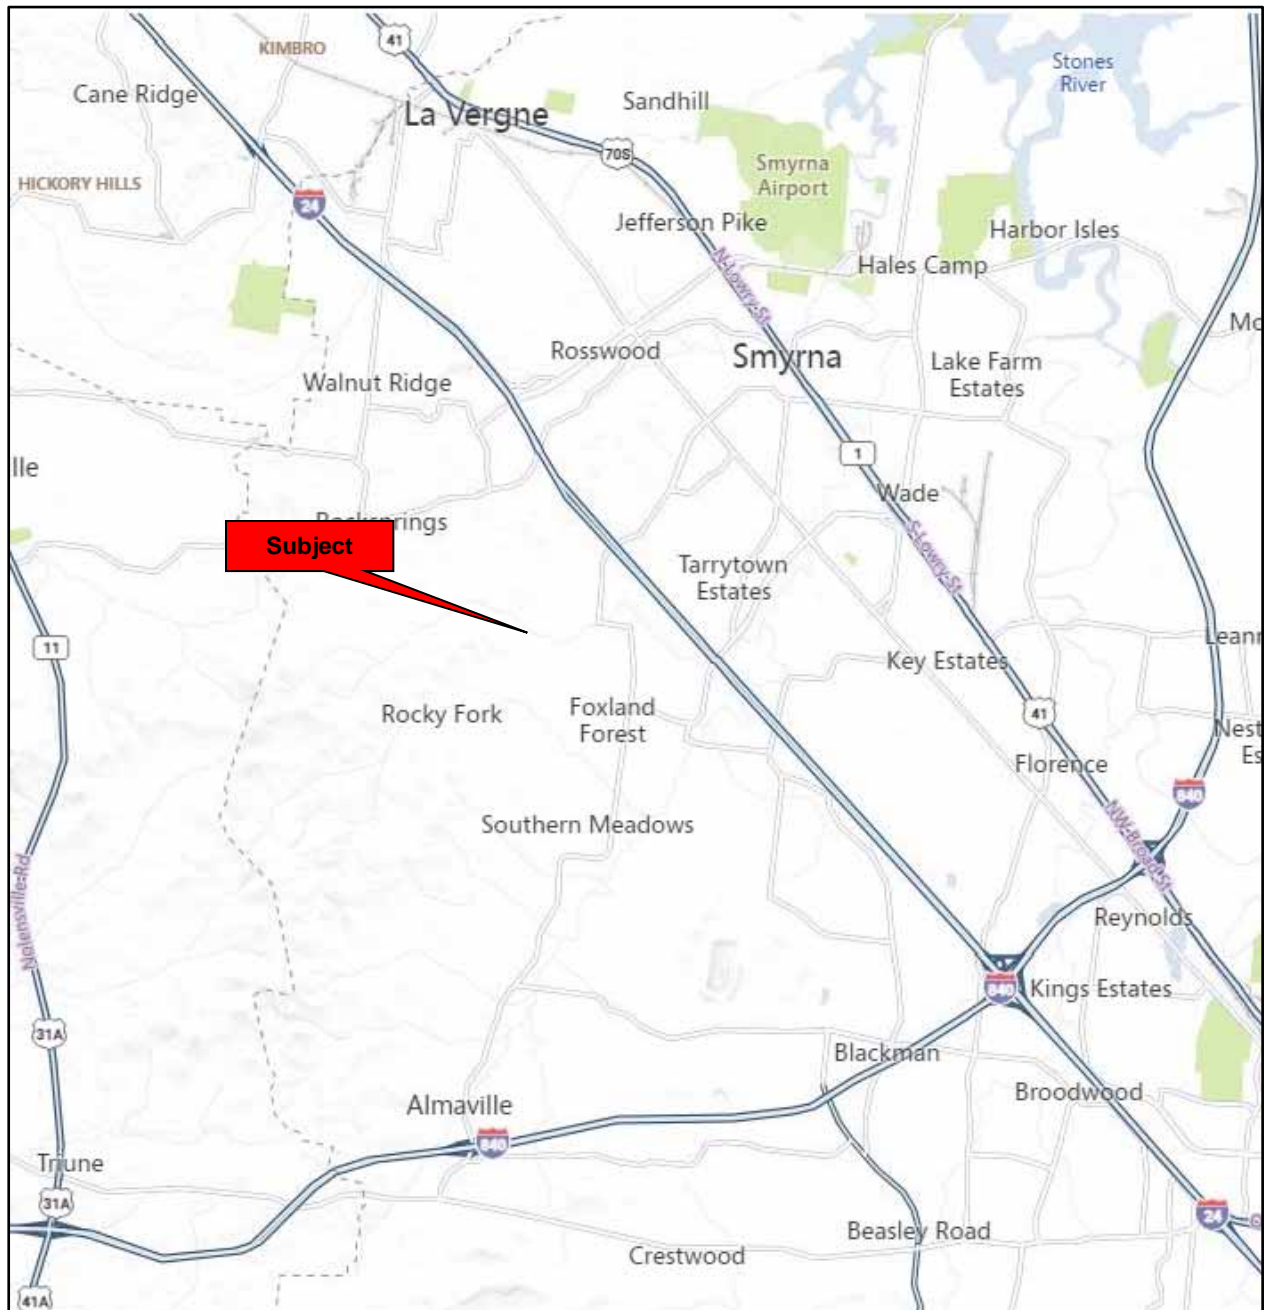 41
KIMBRO
Stones
River
Cane Ridge
Sandhill
La Vergne
70S
Smyrna
Airport
HICKORY HILLS
24
Jefferson Pike
Harbor Isles
N Lowry St
Hales Camp
Rosswood
Smyrna
Lake Farm
Estates
Walnut Ridge
1
Wade
Subject
S Lowry St
Tarrytown
Estates
11
Key Estates
Rocky Fork
Foxland
Forest
41
Florence
840
Southern Meadows
NW Broad St
Nolensville Rd
Reynolds
840
Kings Estates
31A
Blackman
Broodwood
Almaville
840
Triune
31A
24
Beasley Road
Crestwood
41A